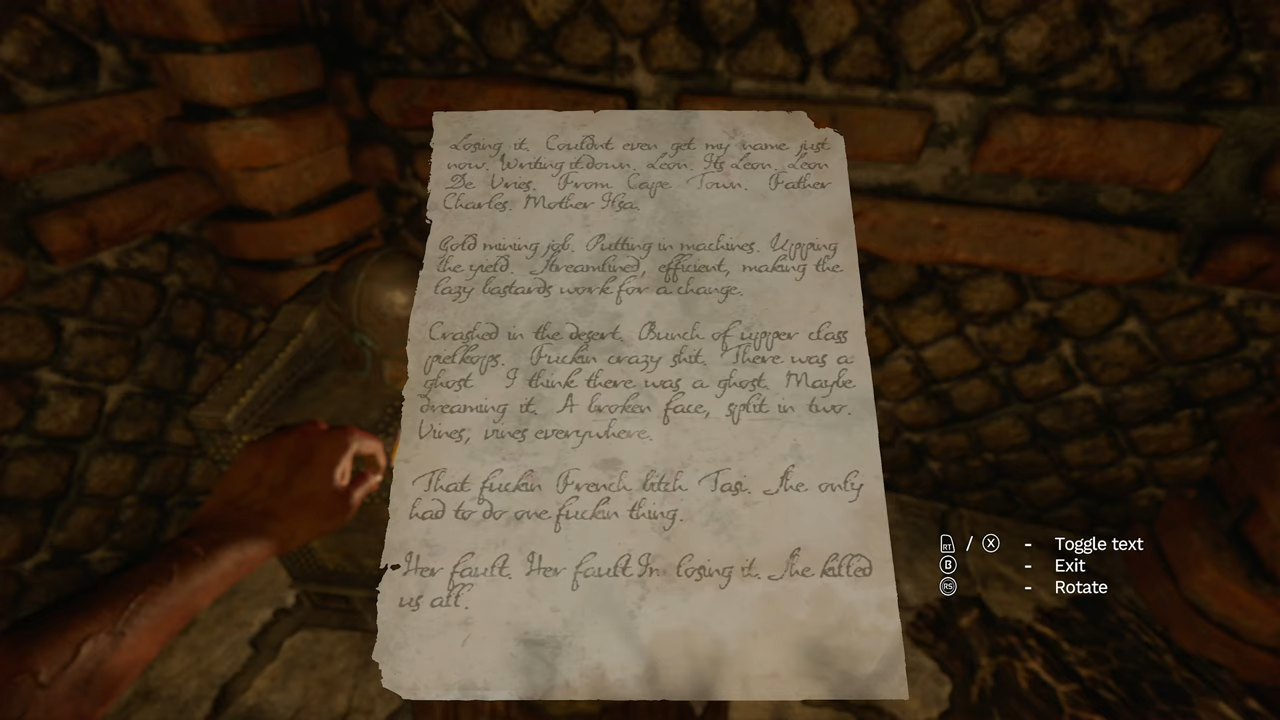 Losing it. Couldnt even get my name just
now. Writing it down. Leon. Its Leon. Leon
De Vries. From Cape Town. Father
Charles. Mother Ilsa.
Gold mining job. Putting in machines. Upping
the yield. Streamlined, efficient, making the
lazy bastards work for a change.
Crashed in the desert. Bunch of upper class
pielkops. Fuckin crazy shit. There was a
ghost I think there was a ghost. Maybe
dreaming it. A broken face, split in two.
Vines, vines everywhere.
That fuckin French bitch Tasi. She only
had to do one fuckin thing.
Her fault. Her fault Im losing it. She killed
us all.
RT / X - Toggle text
B - Exit
RS - Rotate